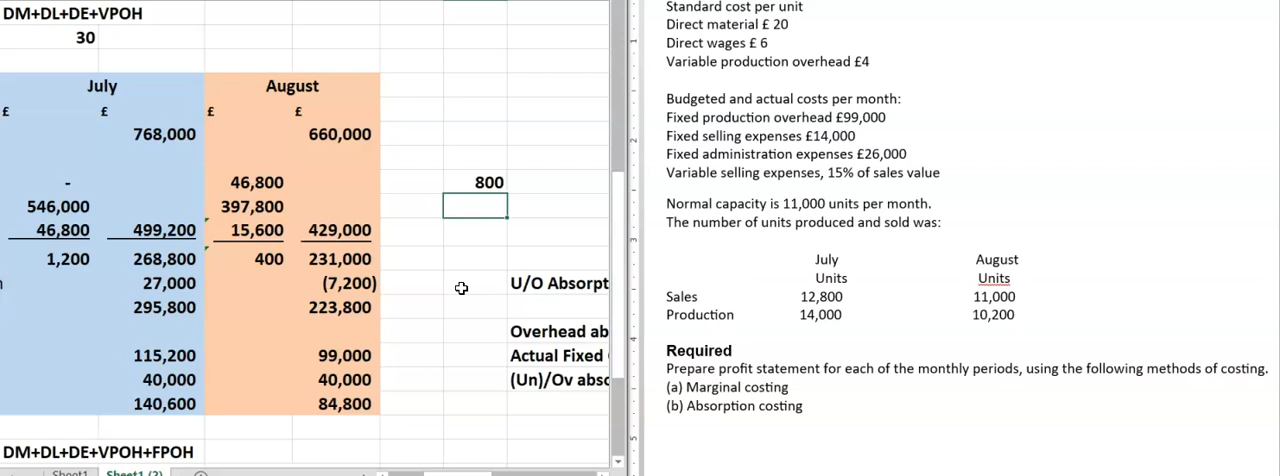 DM+DL+DE+VPOH
30
July August
£ £ £ £
768,000 660,000
- 46,800 800
546,000 397,800
46,800 499,200 15,600 429,000
1,200 268,800 400 231,000
27,000 (7,200) U/O Absorpt
295,800 223,800
Overhead ab
115,200 99,000 Actual Fixed
40,000 40,000 (Un)/Ov abso
140,600 84,800
DM+DL+DE+VPOH+FPOH
Sheet1 Sheet1 (2)
Standard cost per unit
Direct material £ 20
Direct wages £ 6
Variable production overhead £4
Budgeted and actual costs per month:
Fixed production overhead £99,000
Fixed selling expenses £14,000
Fixed administration expenses £26,000
Variable selling expenses, 15% of sales value
Normal capacity is 11,000 units per month.
The number of units produced and sold was:
July August
Units Units
Sales 12,800 11,000
Production 14,000 10,200
Required
Prepare profit statement for each of the monthly periods, using the following methods of costing.
(a) Marginal costing
(b) Absorption costing
1
2
3
4
5